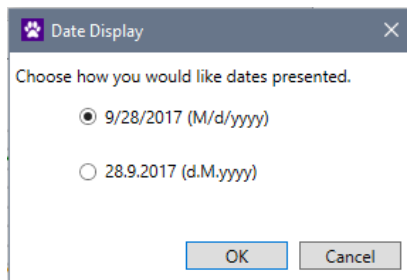 Date Display
Choose how you would like dates presented.
9/28/2017 (M/d/yyyy)
28.9.2017 (d.M.yyyy)
OK Cancel